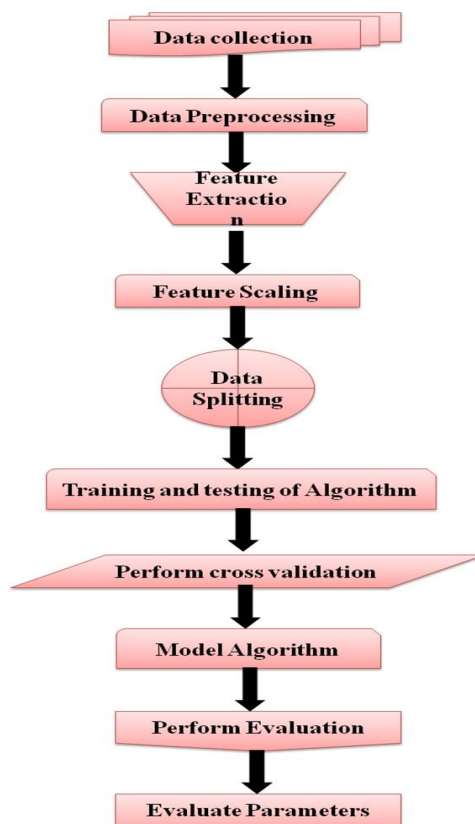 Data collection
Data Preprocessing
Feature
Extractio
n
Feature Scaling
Data
Splitting
Training and testing of Algorithm
Perform cross validation
Model Algorithm
Perform Evaluation
Evaluate Parameters